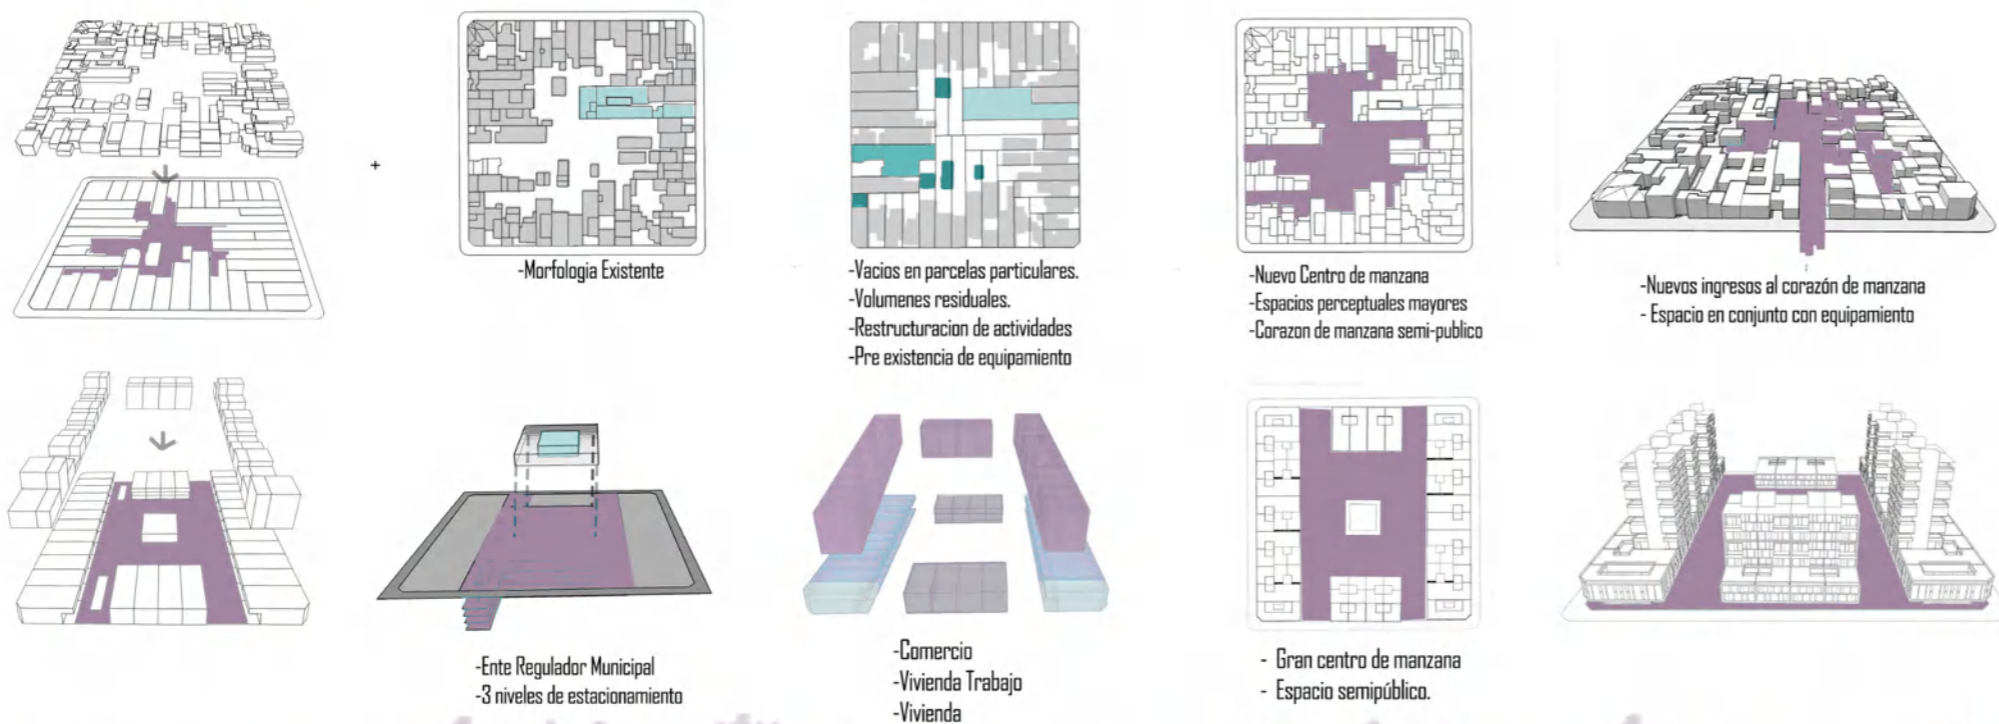 +
-Morfologia Existente
-Vacios en parcelas particulares.
-Volumenes residuales.
-Restructuracion de actividades
-Pre existencia de equipamiento
-Nuevo Centro de manzana
-Espacios perceptuales mayores
-Corazon de manzana semi-publico
-Nuevos ingresos al corazón de manzana
- Espacio en conjunto con equipamiento
-Ente Regulador Municipal
-3 niveles de estacionamiento
-Comercio
-Vivienda Trabajo
-Vivienda
- Gran centro de manzana
- Espacio semipúblico.